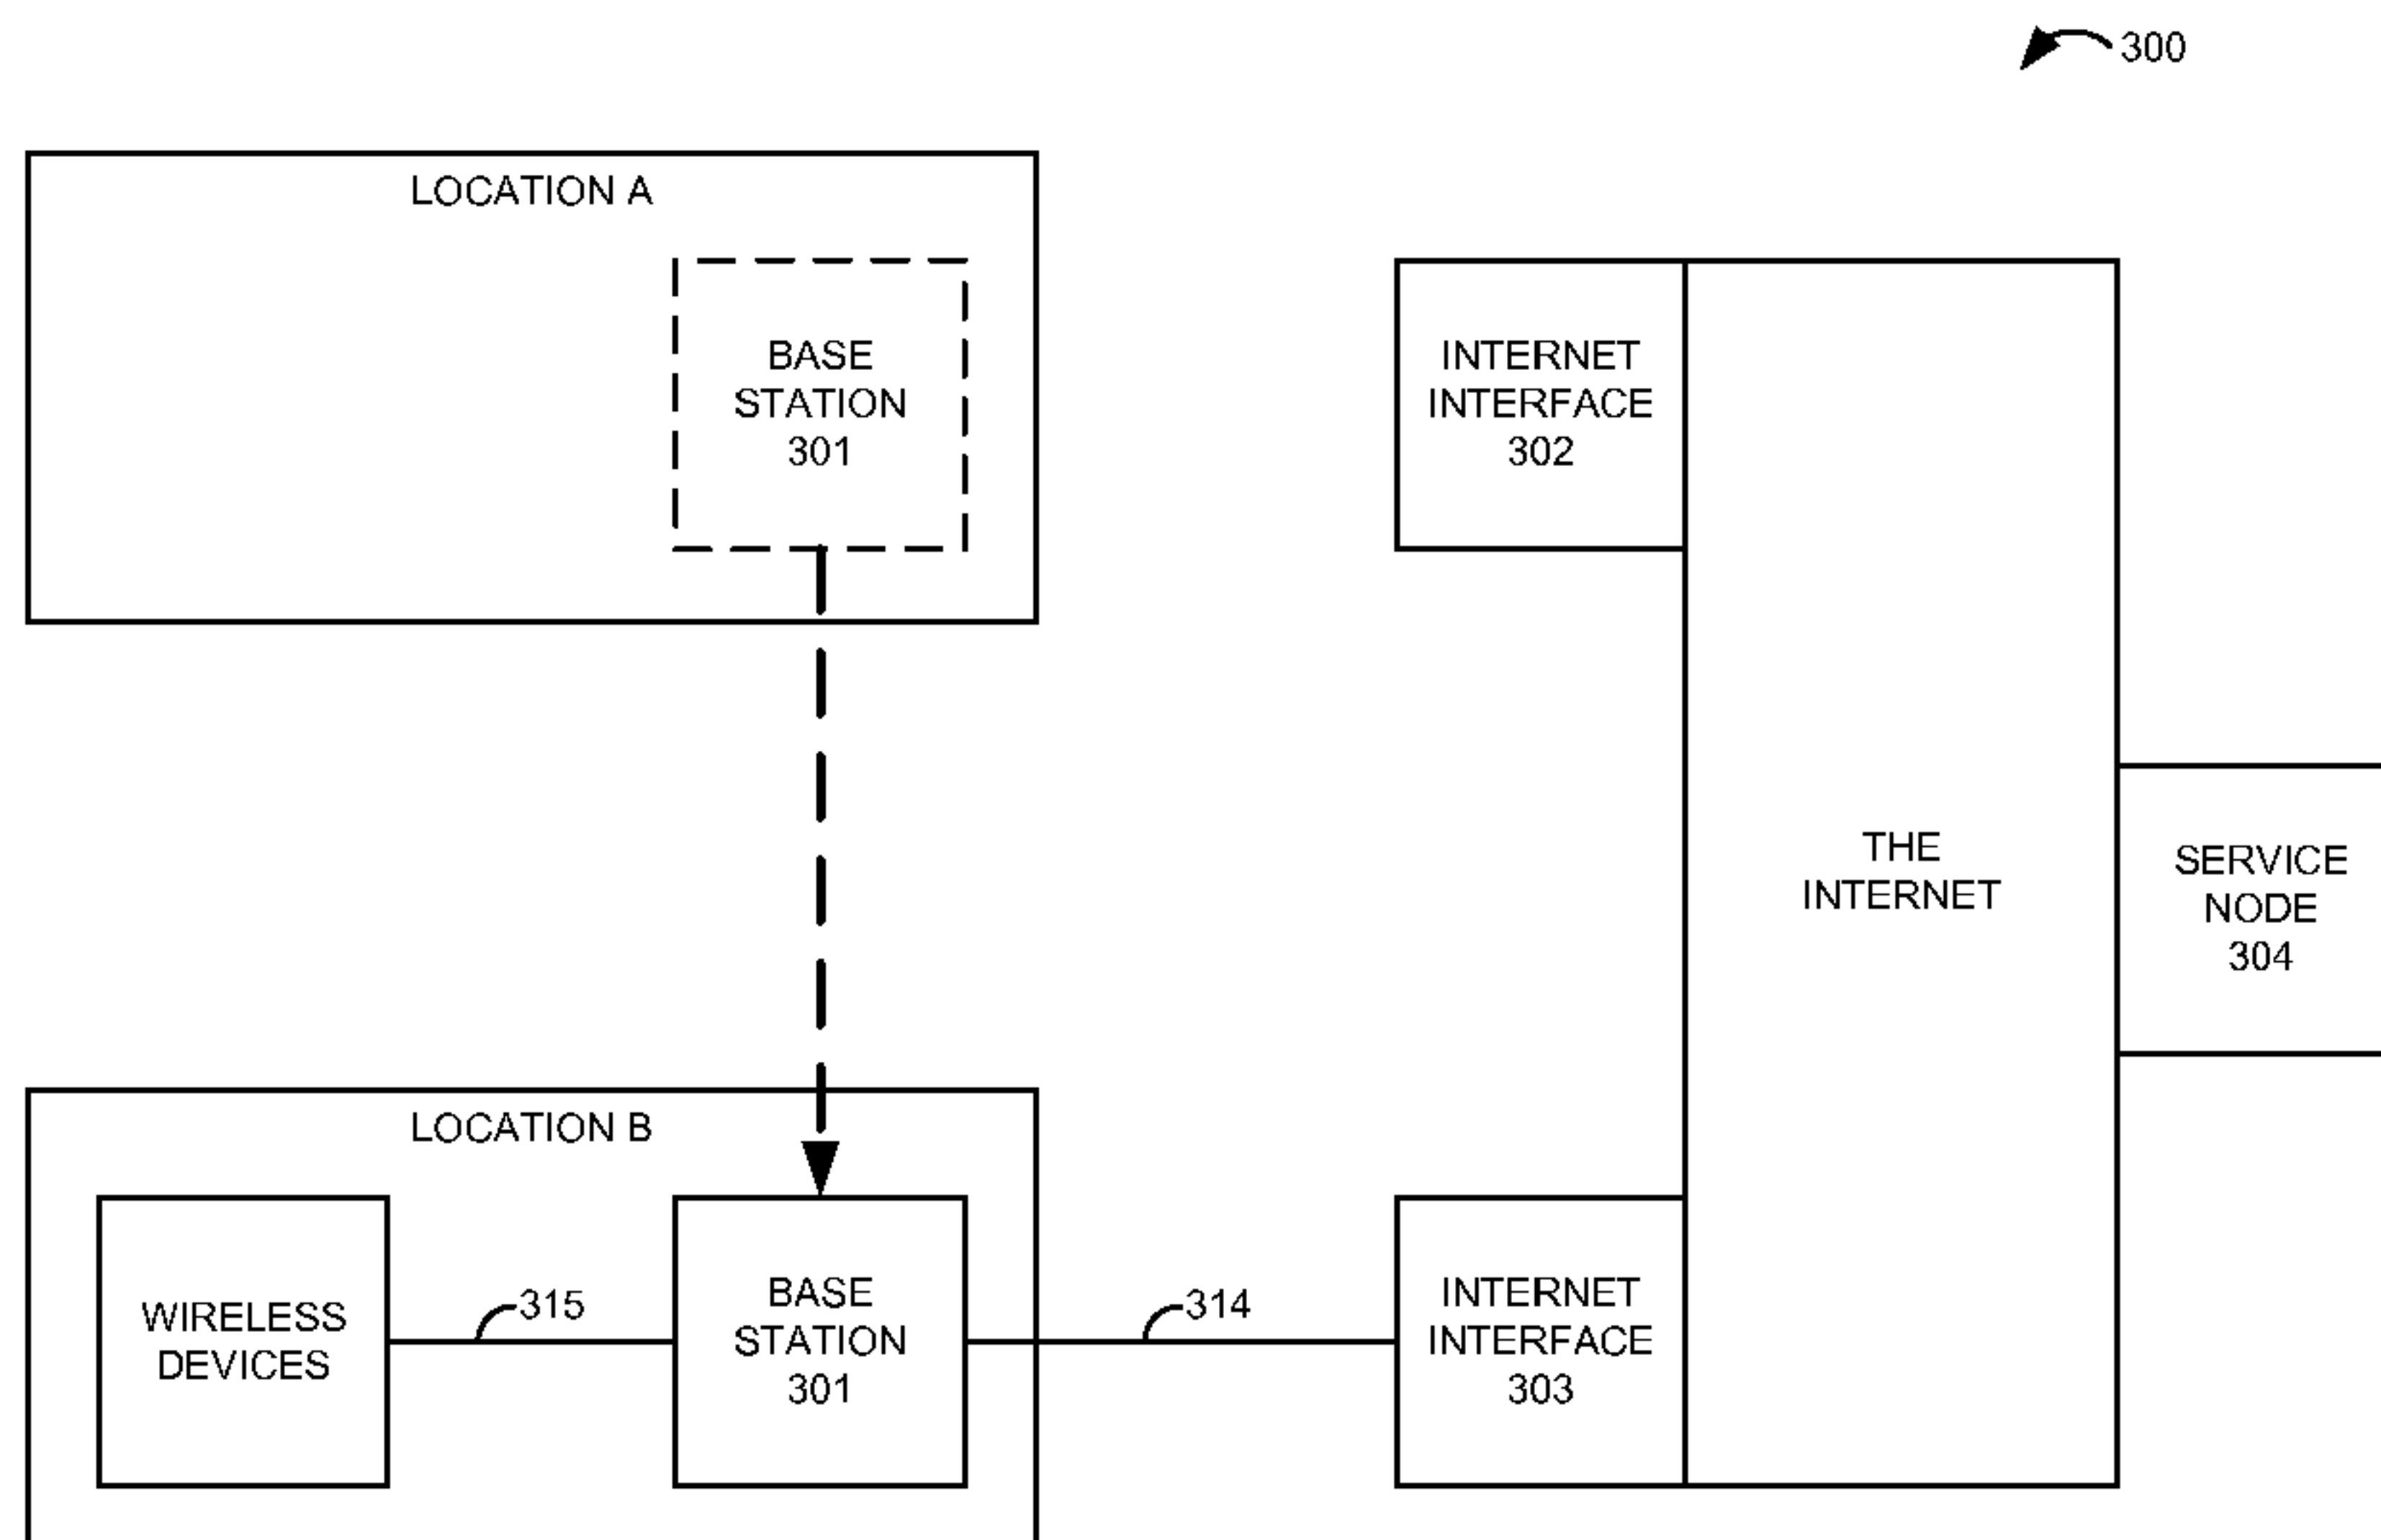 300
LOCATION A
BASE
STATION
301
INTERNET
INTERFACE
302
THE
INTERNET
SERVICE
NODE
304
LOCATION B
WIRELESS
DEVICES
315
BASE
STATION
301
314
INTERNET
INTERFACE
303